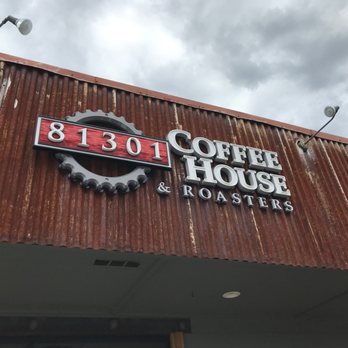 81301
COFFEE
HOUSE
& ROASTERS